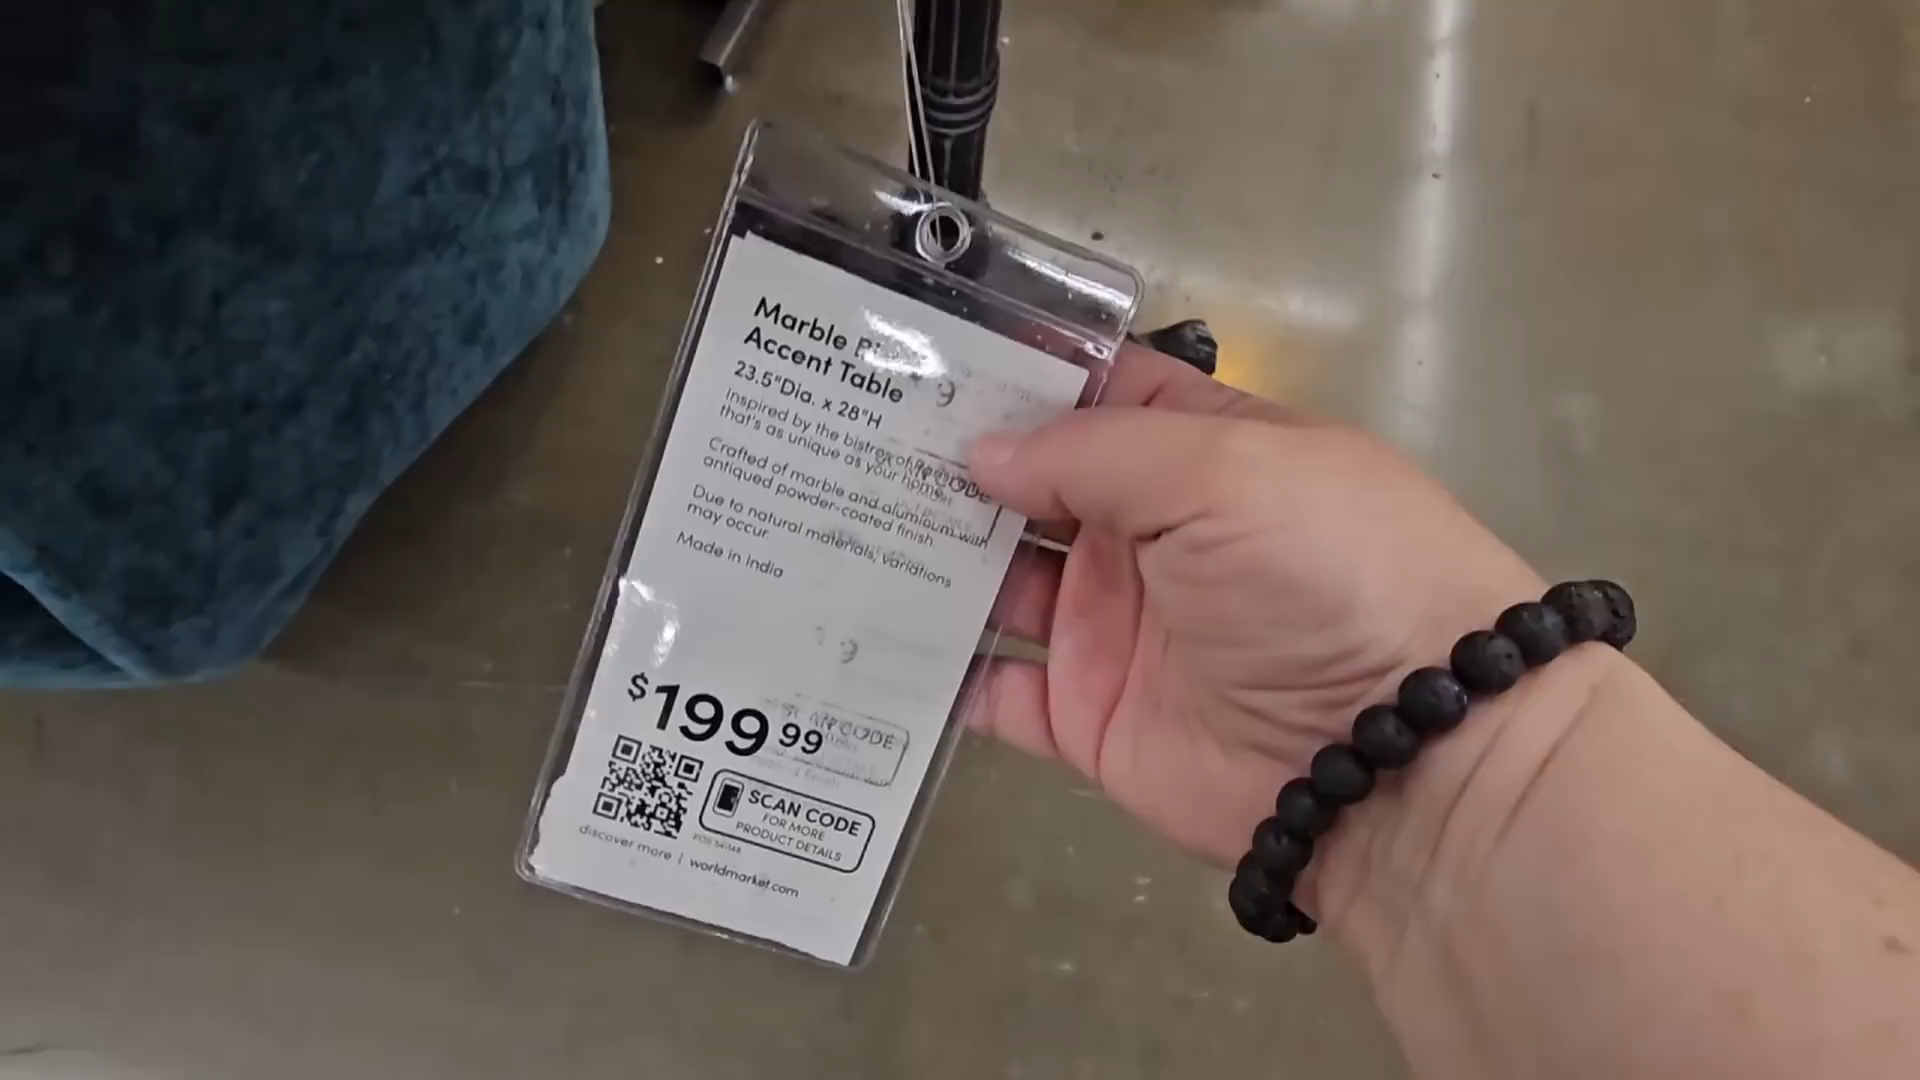 Marble
Accent Table
23.5"Dia. x 28"H
Inspired by the bistros of
that's as unique as your home.
Crafted of marble and aluminum with
antiqued powder-coated finish.
Due to natural materials, variations
may occur.
Made in India
$199.99
SCAN CODE
FOR MORE
PRODUCT DETAILS
discover more | worldmarket.com